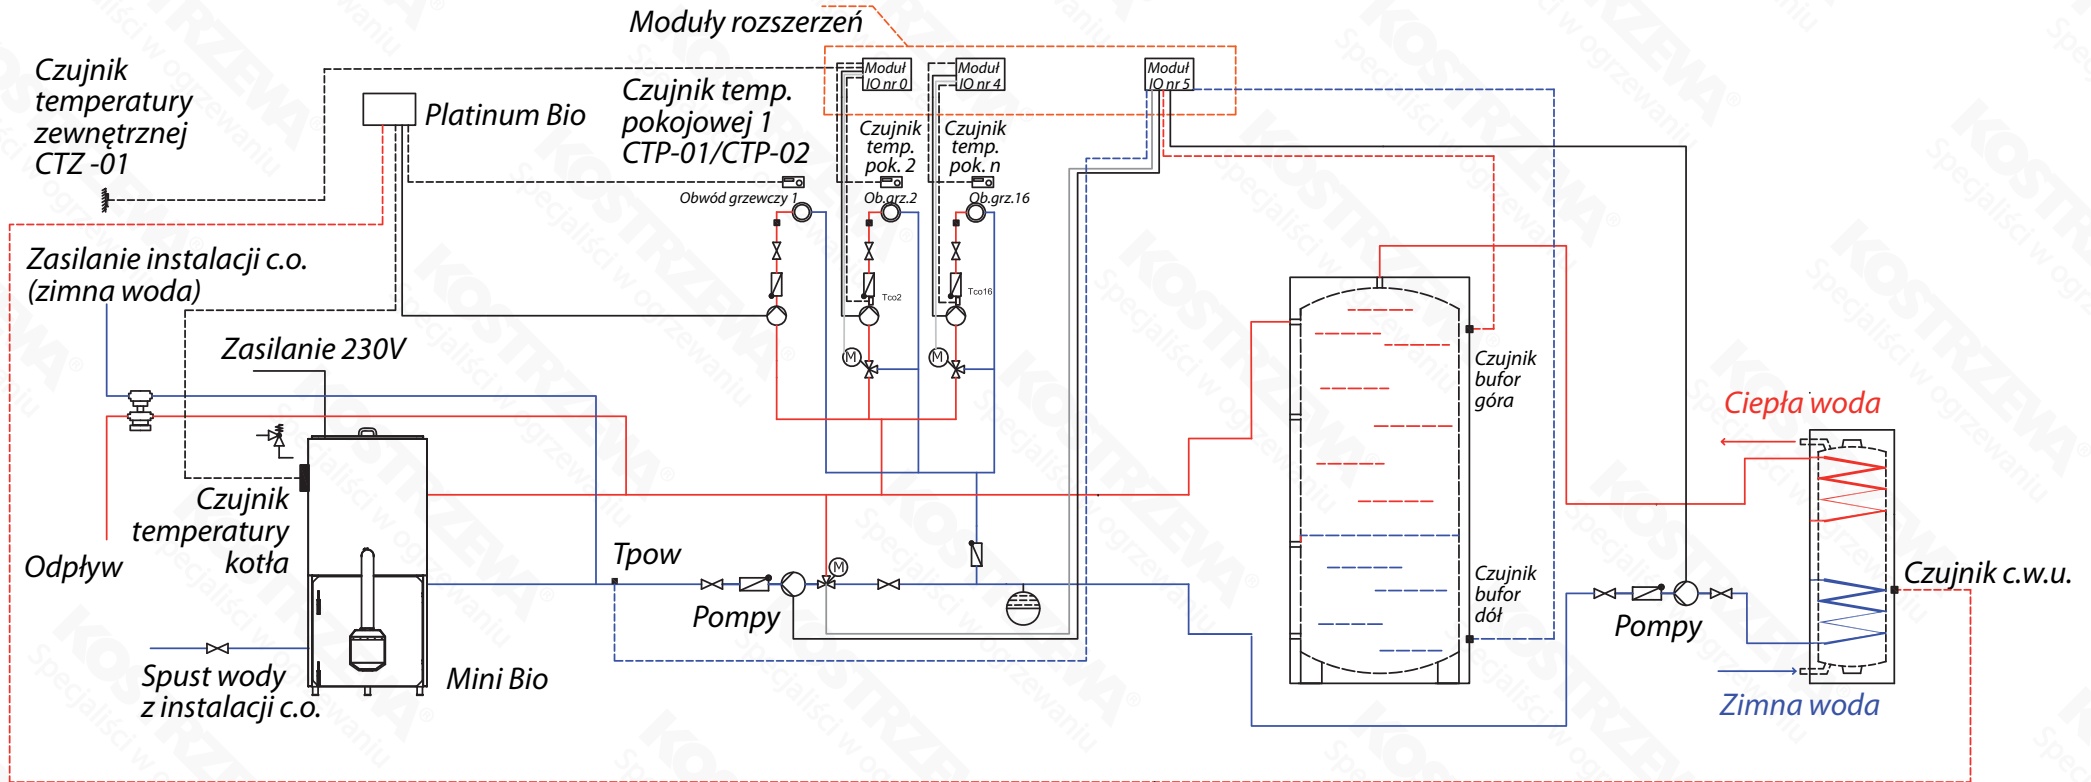 Moduły rozszerzeń
Czujnik
temperatury
zewnętrznej
CTZ -01
Platinum Bio
Czujnik temp.
pokojowej 1
CTP-01/CTP-02
Moduł
IO nr 0
Moduł
IO nr 4
Moduł
IO nr 5
Czujnik
temp.
pok. 2
Czujnik
temp.
pok. n
Obwód grzewczy 1
Ob.grz.2
Ob.grz.16
Zasilanie instalacji c.o.
(zimna woda)
Tco2
Tco16
Zasilanie 230V
M
M
Czujnik
bufor
góra
Ciepła woda
Czujnik
temperatury
kotła
Odpływ
Tpow
M
Pompy
Czujnik
bufor
dół
Pompy
Czujnik c.w.u.
Spust wody
z instalacji c.o.
Mini Bio
Zimna woda
KOSTRZEWA®
Specjaliści w ogrzewaniu